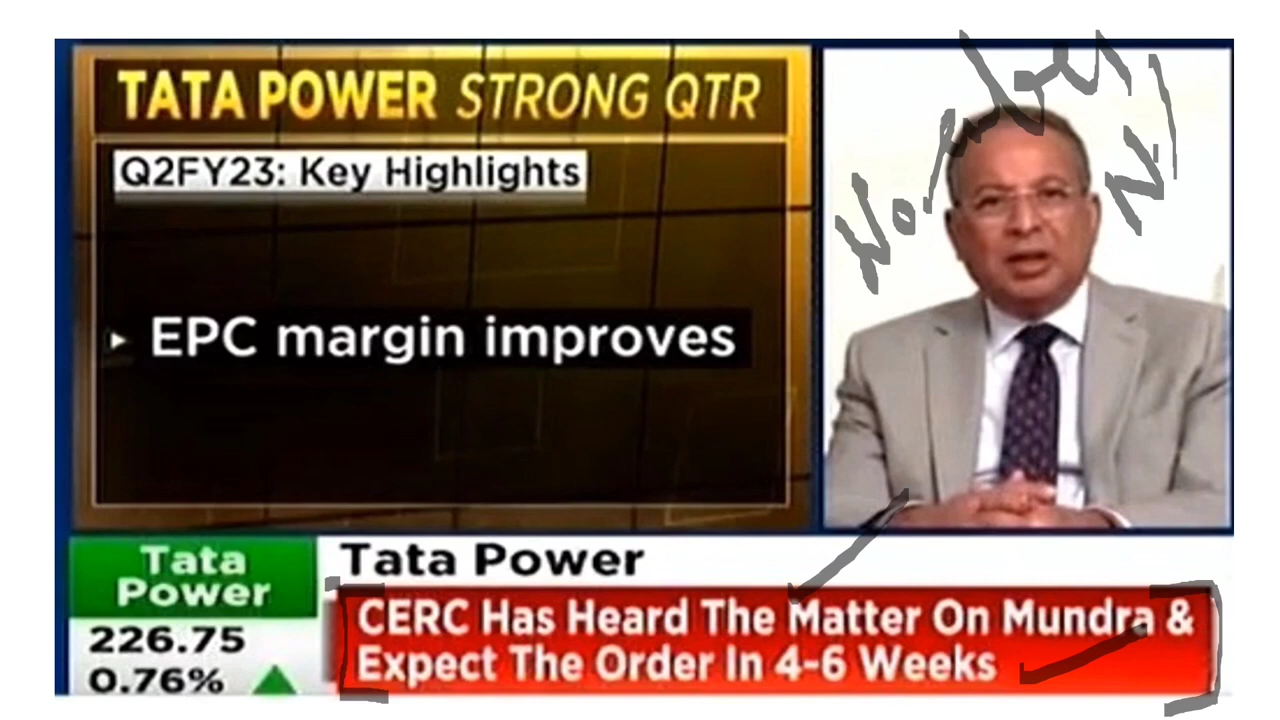 TATA POWER STRONG QTR
Q2FY23: Key Highlights
EPC margin improves
Tata
Power
226.75
0.76%
Tata Power
CERC Has Heard The Matter On Mundra &
Expect The Order In 4-6 Weeks